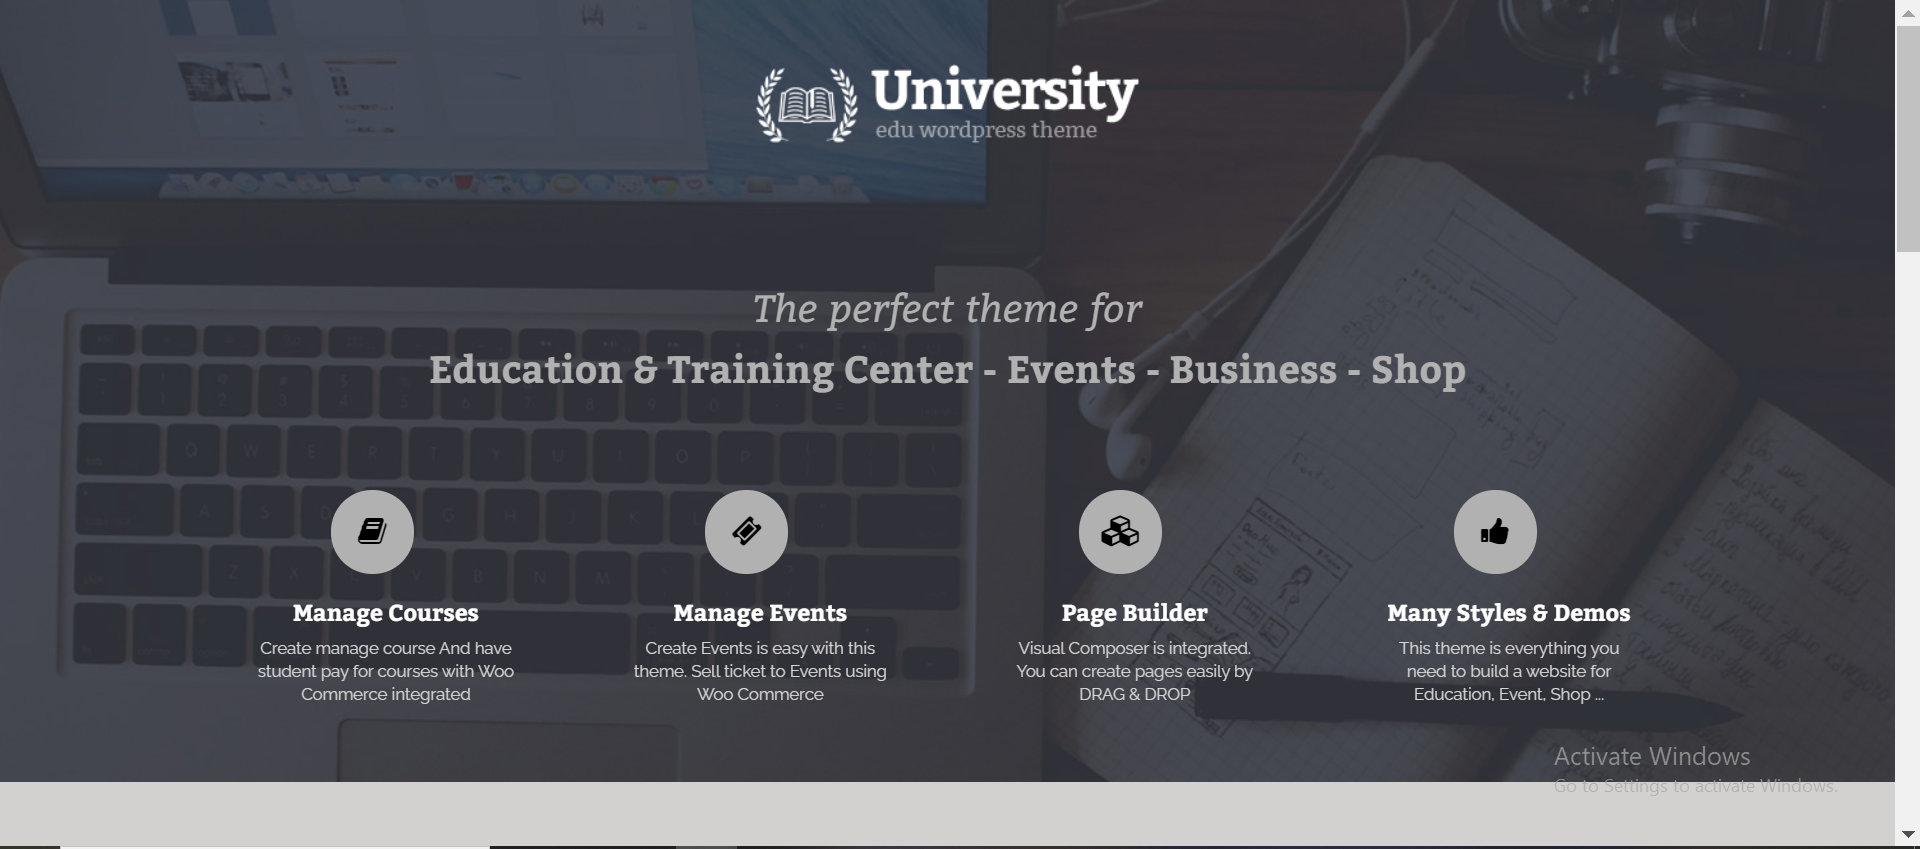 University
edu wordpress theme
The perfect theme for
Education & Training Center - Events - Business - Shop
Manage Courses
Create manage course And have
student pay for courses with Woo
Commerce integrated
Manage Events
Create Events is easy with this
theme. Sell ticket to Events using
Woo Commerce
Page Builder
Visual Composer is integrated.
You can create pages easily by
DRAG & DROP
Many Styles & Demos
This theme is everything you
need to build a website for
Education, Event, Shop ...
Activate Windows
Go to Settings to activate Windows.